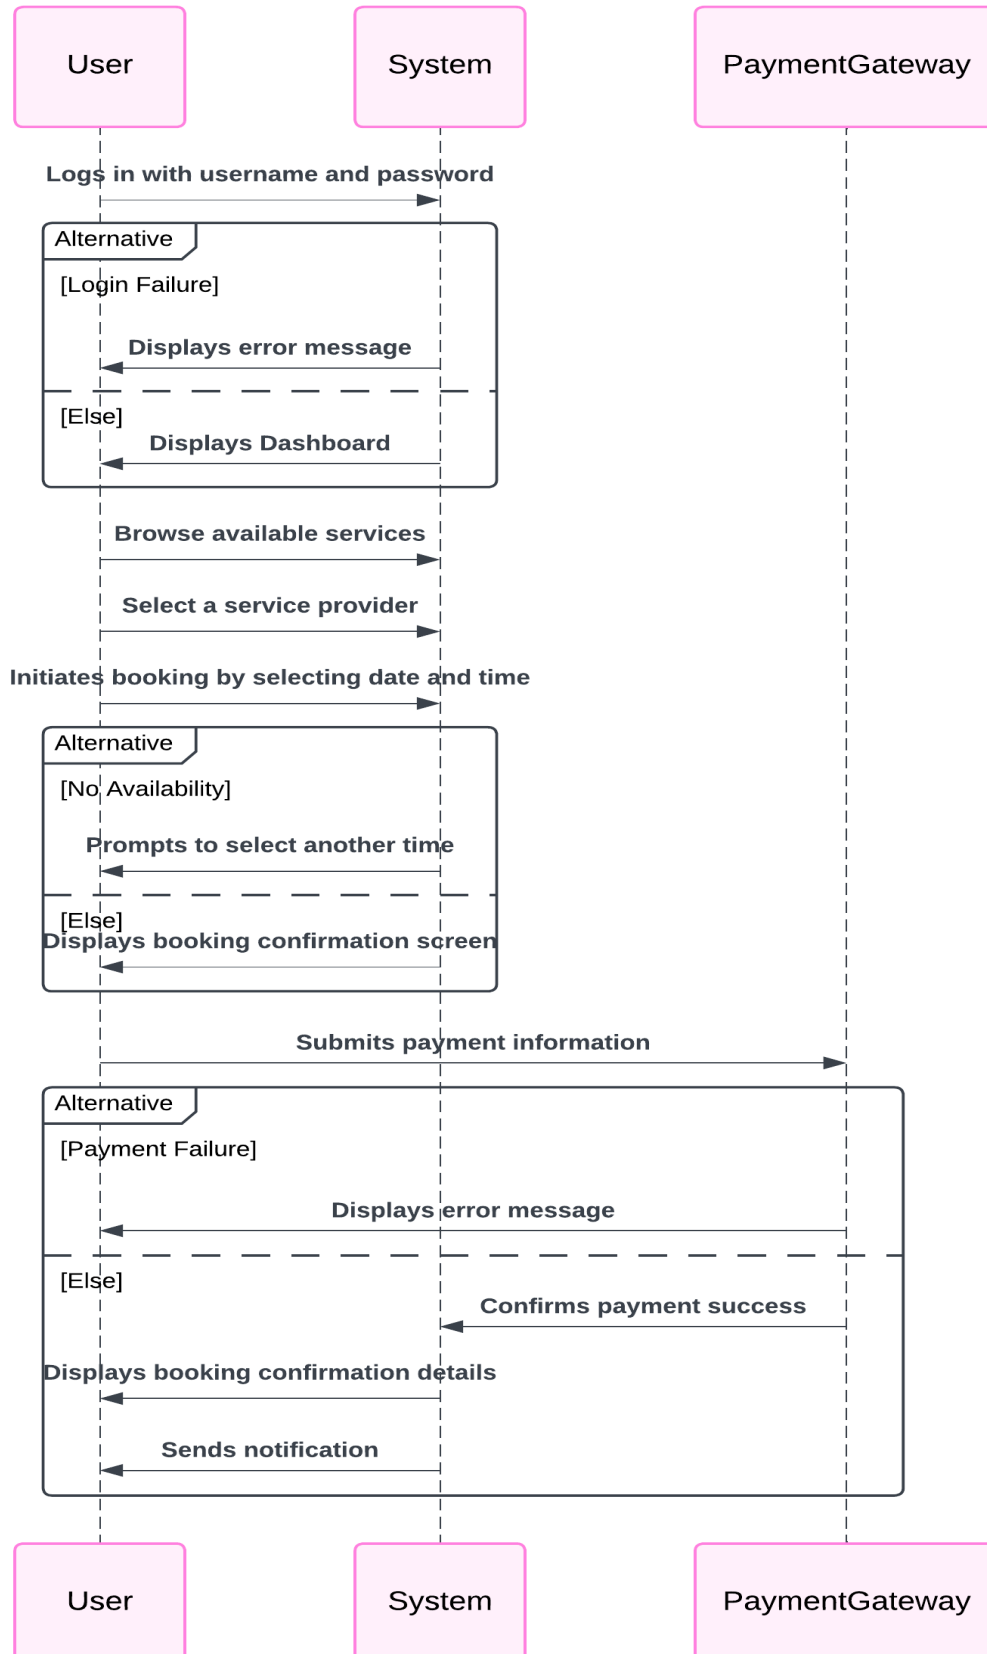 User
System
PaymentGateway
Logs in with username and password
Alternative
[Login Failure]
Displays error message
[Else]
Displays Dashboard
Browse available services
Select a service provider
Initiates booking by selecting date and time
Alternative
[No Availability]
Prompts to select another time
[Else]
Displays booking confirmation screen
Submits payment information
Alternative
[Payment Failure]
Displays error message
[Else]
Confirms payment success
Displays booking confirmation details
Sends notification
User
System
PaymentGateway